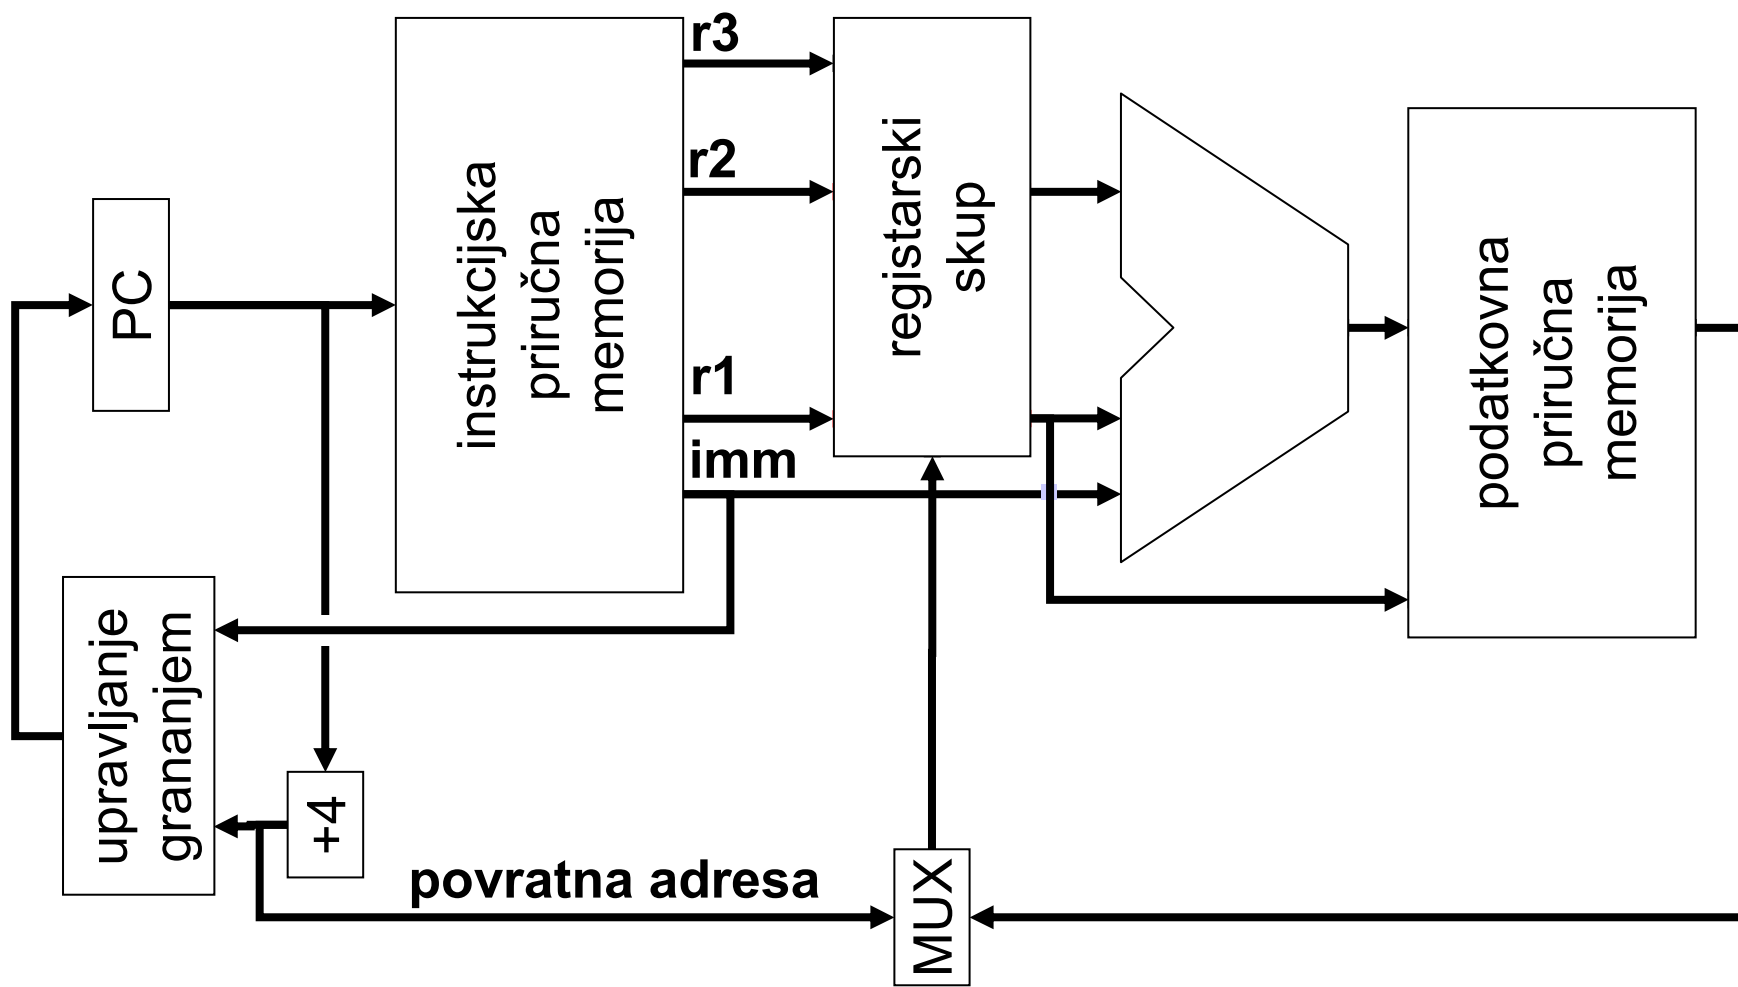 r3
r2
r1
imm
PC
instrukcijska
priručna
memorija
registarski
skup
podatkovna
priručna
memorija
upravljanje
grananjem
+4
povratna adresa
MUX